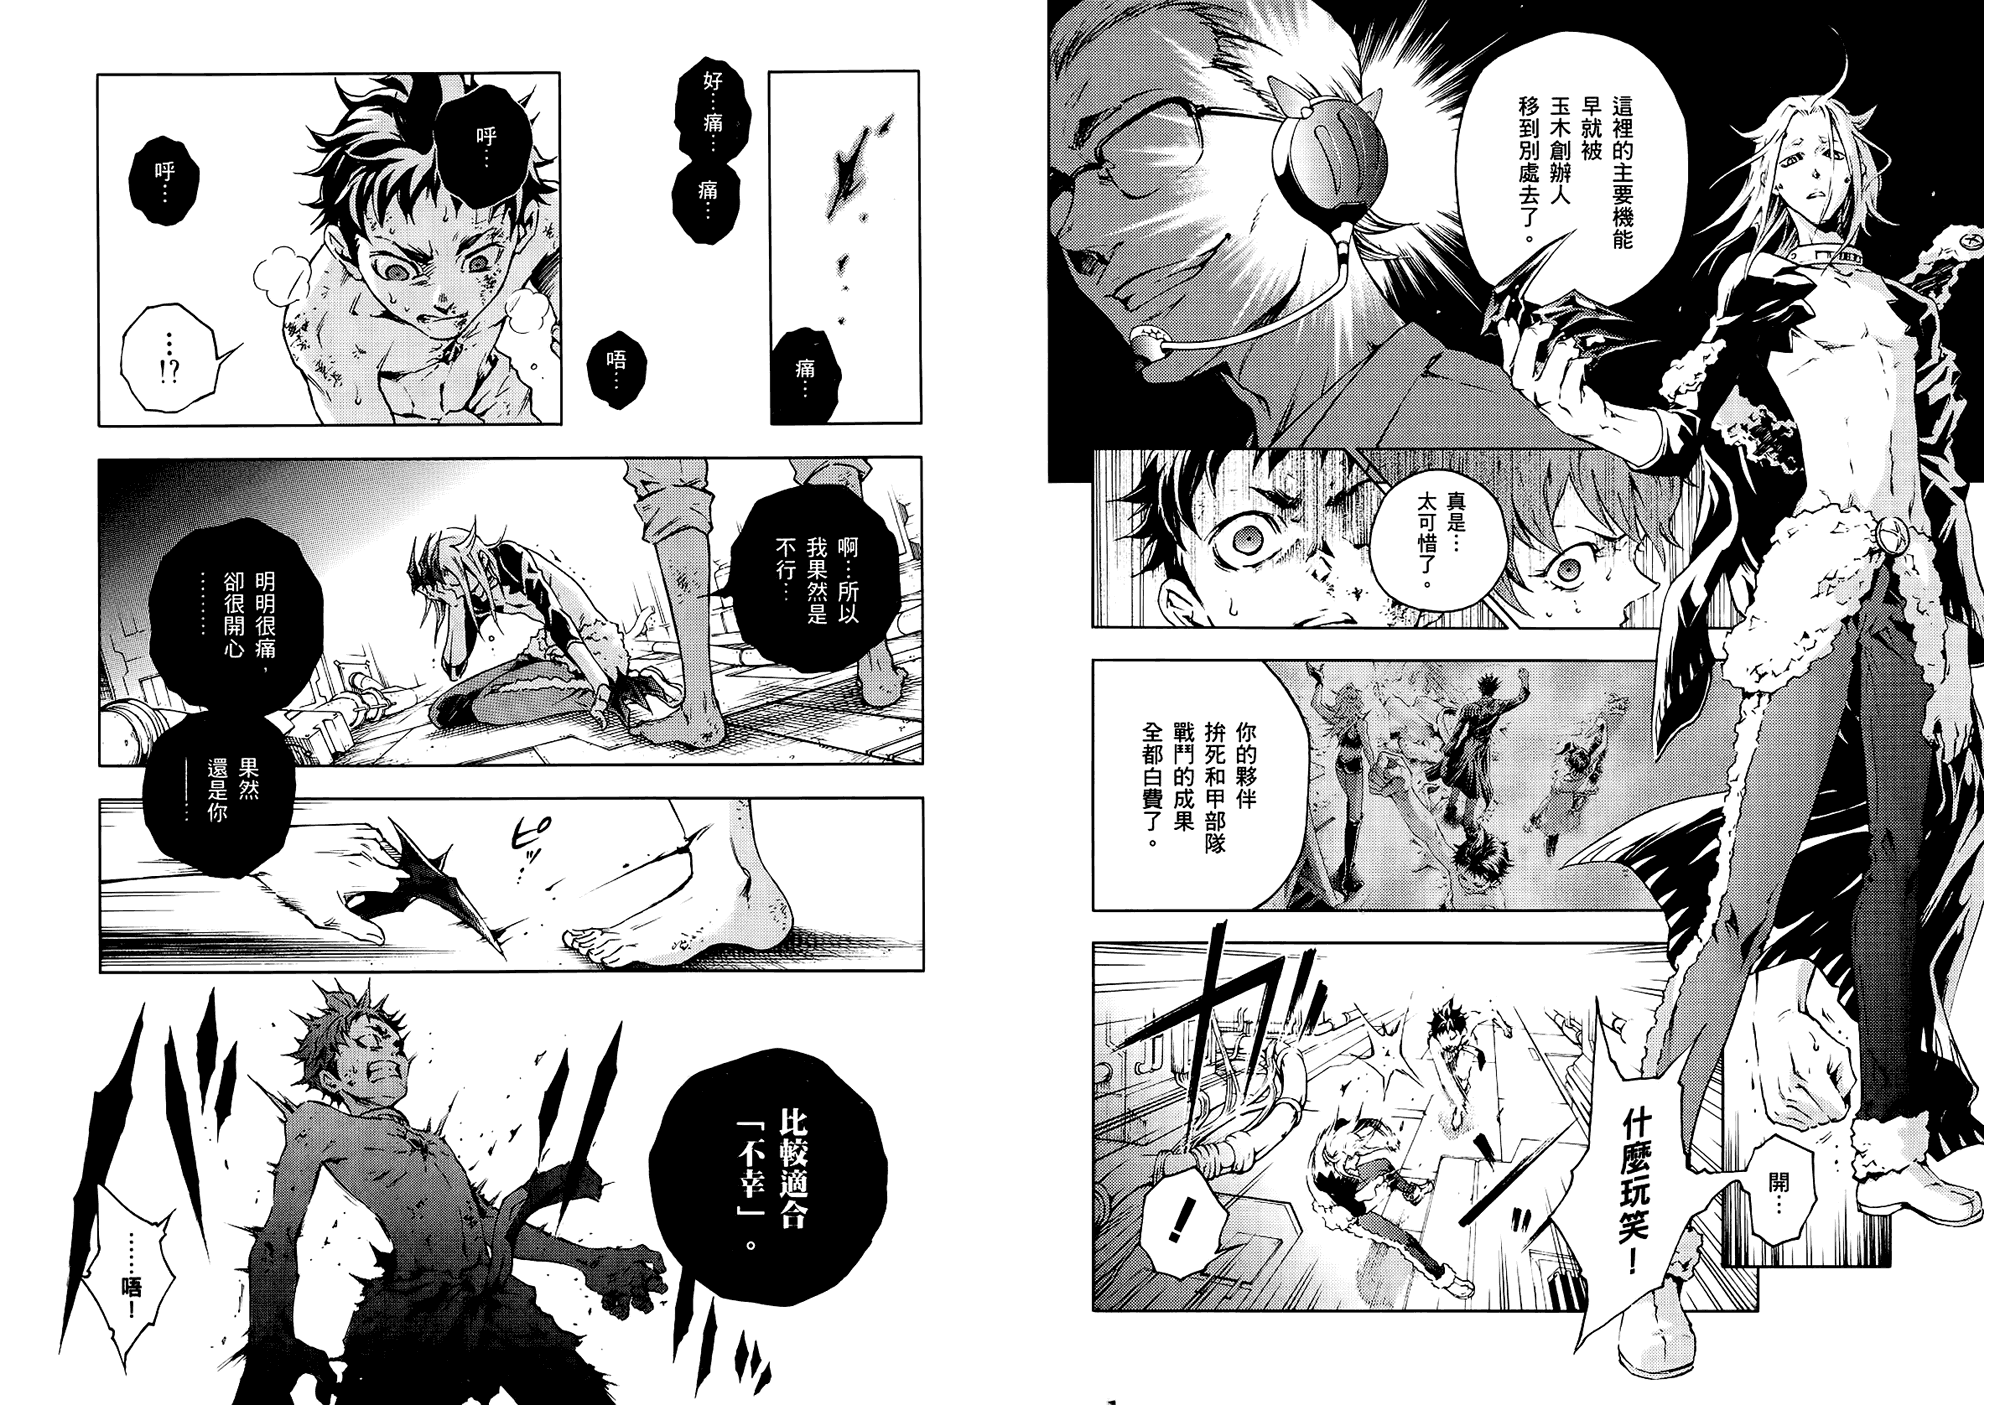 這裡的主要機能
早就被
玉木創辦人
移到別處去了。
真是…
太可惜了。
你的夥伴
拚死和甲部隊
戰鬥的成果
全都白費了。
開…
什麼玩笑！
！
痛…
好…痛…
痛…
唔…
呼…
呼…
…!?
啊…所以
我果然是
不行…
明明很痛，
卻很開心
………
果然
還是你
——
ピッ…
比較適合
「不幸」。
……唔！